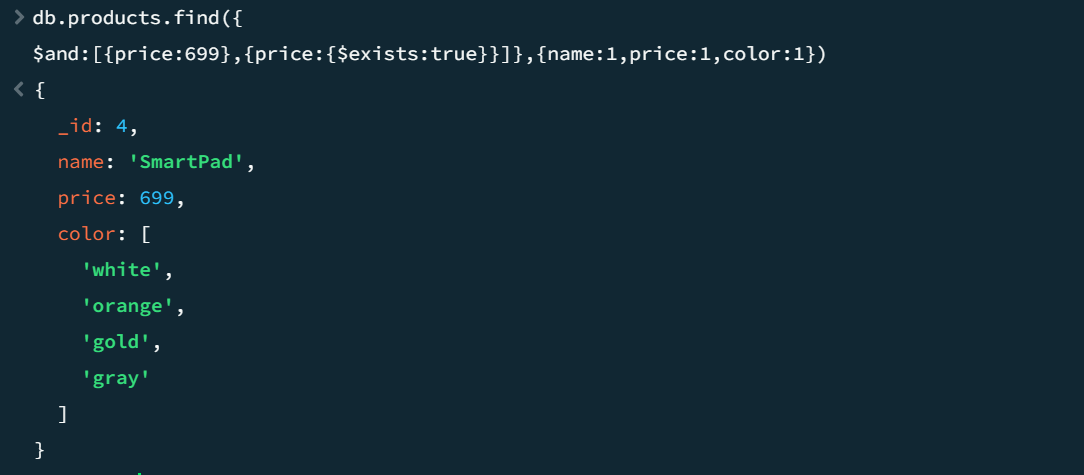 > db.products.find({
$and:[{price:699},{price:{$exists:true}}]},{name:1,price:1,color:1})
< {
_id: 4,
name: 'SmartPad',
price: 699,
color: [
'white',
'orange',
'gold',
'gray'
]
}